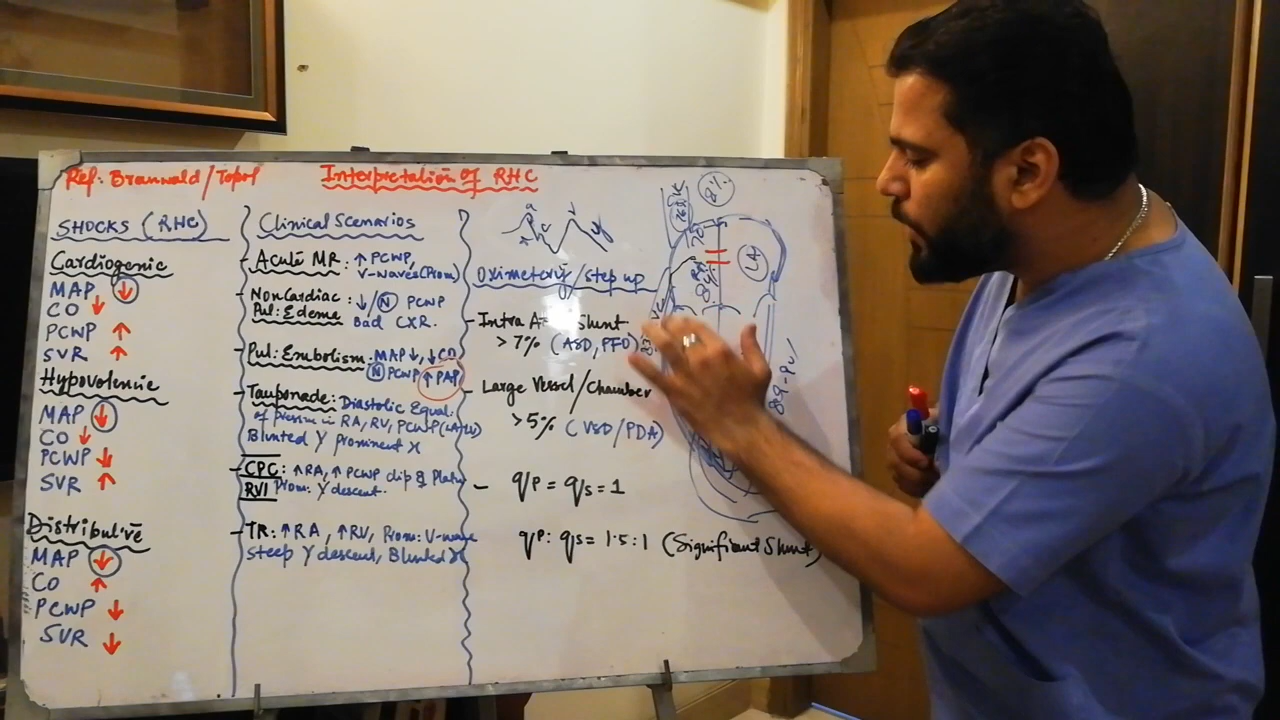 Ref: Braunwald/Topol
Interpretation of RHC
SHOCKS (RHC)
Cardiogenic
MAP ↓
CO ↓
PCWP ↑
SVR ↑
Hypovolemic
MAP ↓
CO ↓
PCWP ↓
SVR ↑
Distributive
MAP ↓
CO ↑
PCWP ↓
SVR ↓
Clinical Scenarios
- Acute MR: ↑ PCWP,
V-waves (Prom)
- NonCardiac : ↓/N PCWP
Pul: Edema Bad CXR.
- Pul: Embolism. MAP↓, ↓CO
N PCWP ↑ PAP
- Tamponade: Diastolic Equal.
of pressure in RA, RV, PCWP
Blunted Y prominent X
- CPC: ↑RA, ↑PCWP dip & Platu
RVI Prom. Y descent.
- TR: ↑RA, ↑RV, Prom: V-wave
steep Y descent, Blunted X
a
c
x
v
y
Oximetery/step up
- Intra Shunt
> 7% (ASD, PFO)
- Large Vessel/Chamber
> 5% (VSD/PDA)
- qp = qs = 1
qp: qs = 1.5:1 (Significant Shunt)
8%
RA
LA